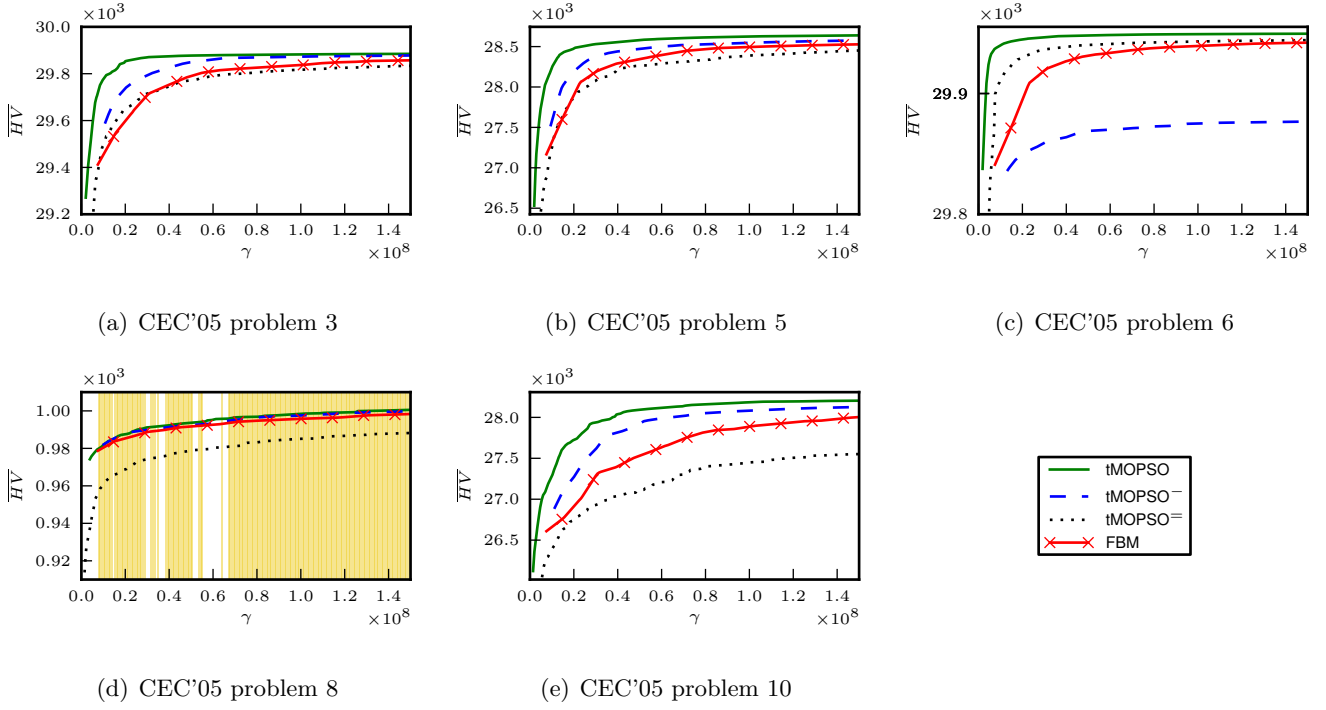 ×10³
30.0
29.8
29.6
29.4
29.2
HV
0.0 0.2 0.4 0.6 0.8 1.0 1.2 1.4
γ
×10⁸
(a) CEC'05 problem 3
×10³
28.5
28.0
27.5
27.0
26.5
HV
0.0 0.2 0.4 0.6 0.8 1.0 1.2 1.4
γ
×10⁸
(b) CEC'05 problem 5
×10³
29.9
29.8
HV
0.0 0.2 0.4 0.6 0.8 1.0 1.2 1.4
γ
×10⁸
(c) CEC'05 problem 6
×10³
1.00
0.98
0.96
0.94
0.92
HV
0.0 0.2 0.4 0.6 0.8 1.0 1.2 1.4
γ
×10⁸
(d) CEC'05 problem 8
×10³
28.0
27.5
27.0
26.5
HV
0.0 0.2 0.4 0.6 0.8 1.0 1.2 1.4
γ
×10⁸
(e) CEC'05 problem 10
tMOPSO
tMOPSO⁻
tMOPSO⁼
FBM